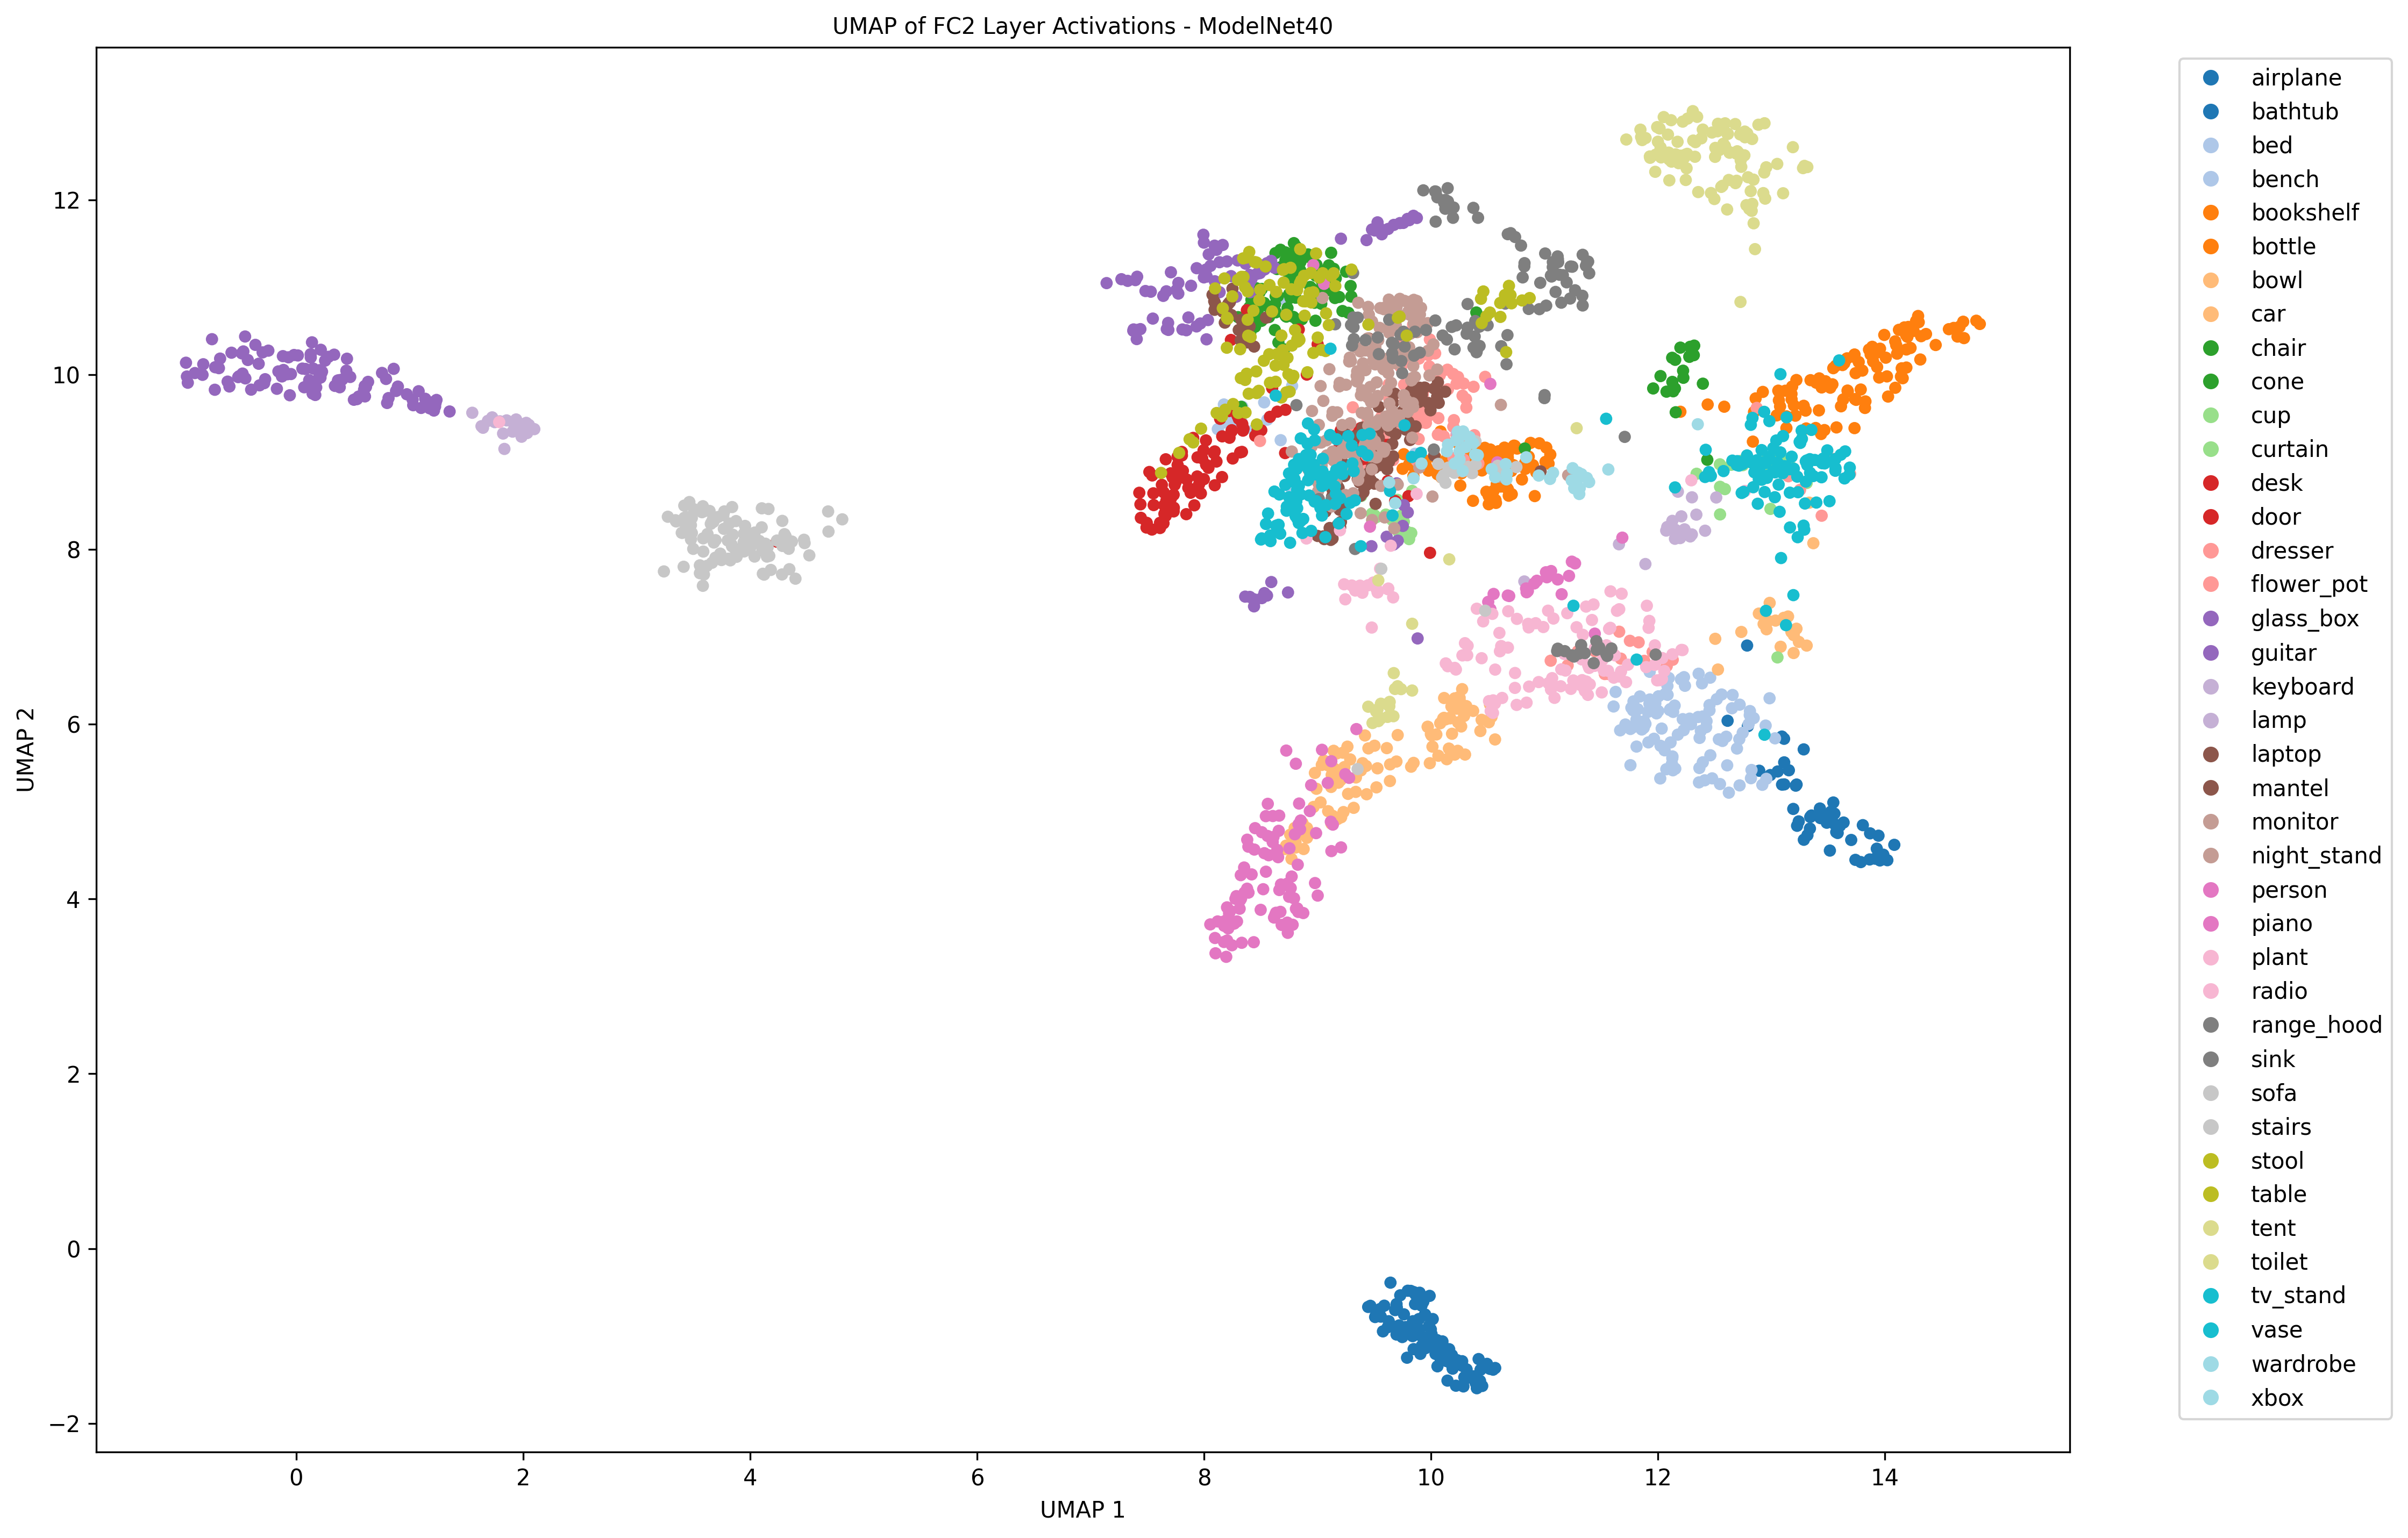 UMAP of FC2 Layer Activations - ModelNet40
12
10
8
6
4
2
0
−2
UMAP 2
0 2 4 6 8 10 12 14
UMAP 1
airplane
bathtub
bed
bench
bookshelf
bottle
bowl
car
chair
cone
cup
curtain
desk
door
dresser
flower_pot
glass_box
guitar
keyboard
lamp
laptop
mantel
monitor
night_stand
person
piano
plant
radio
range_hood
sink
sofa
stairs
stool
table
tent
toilet
tv_stand
vase
wardrobe
xbox